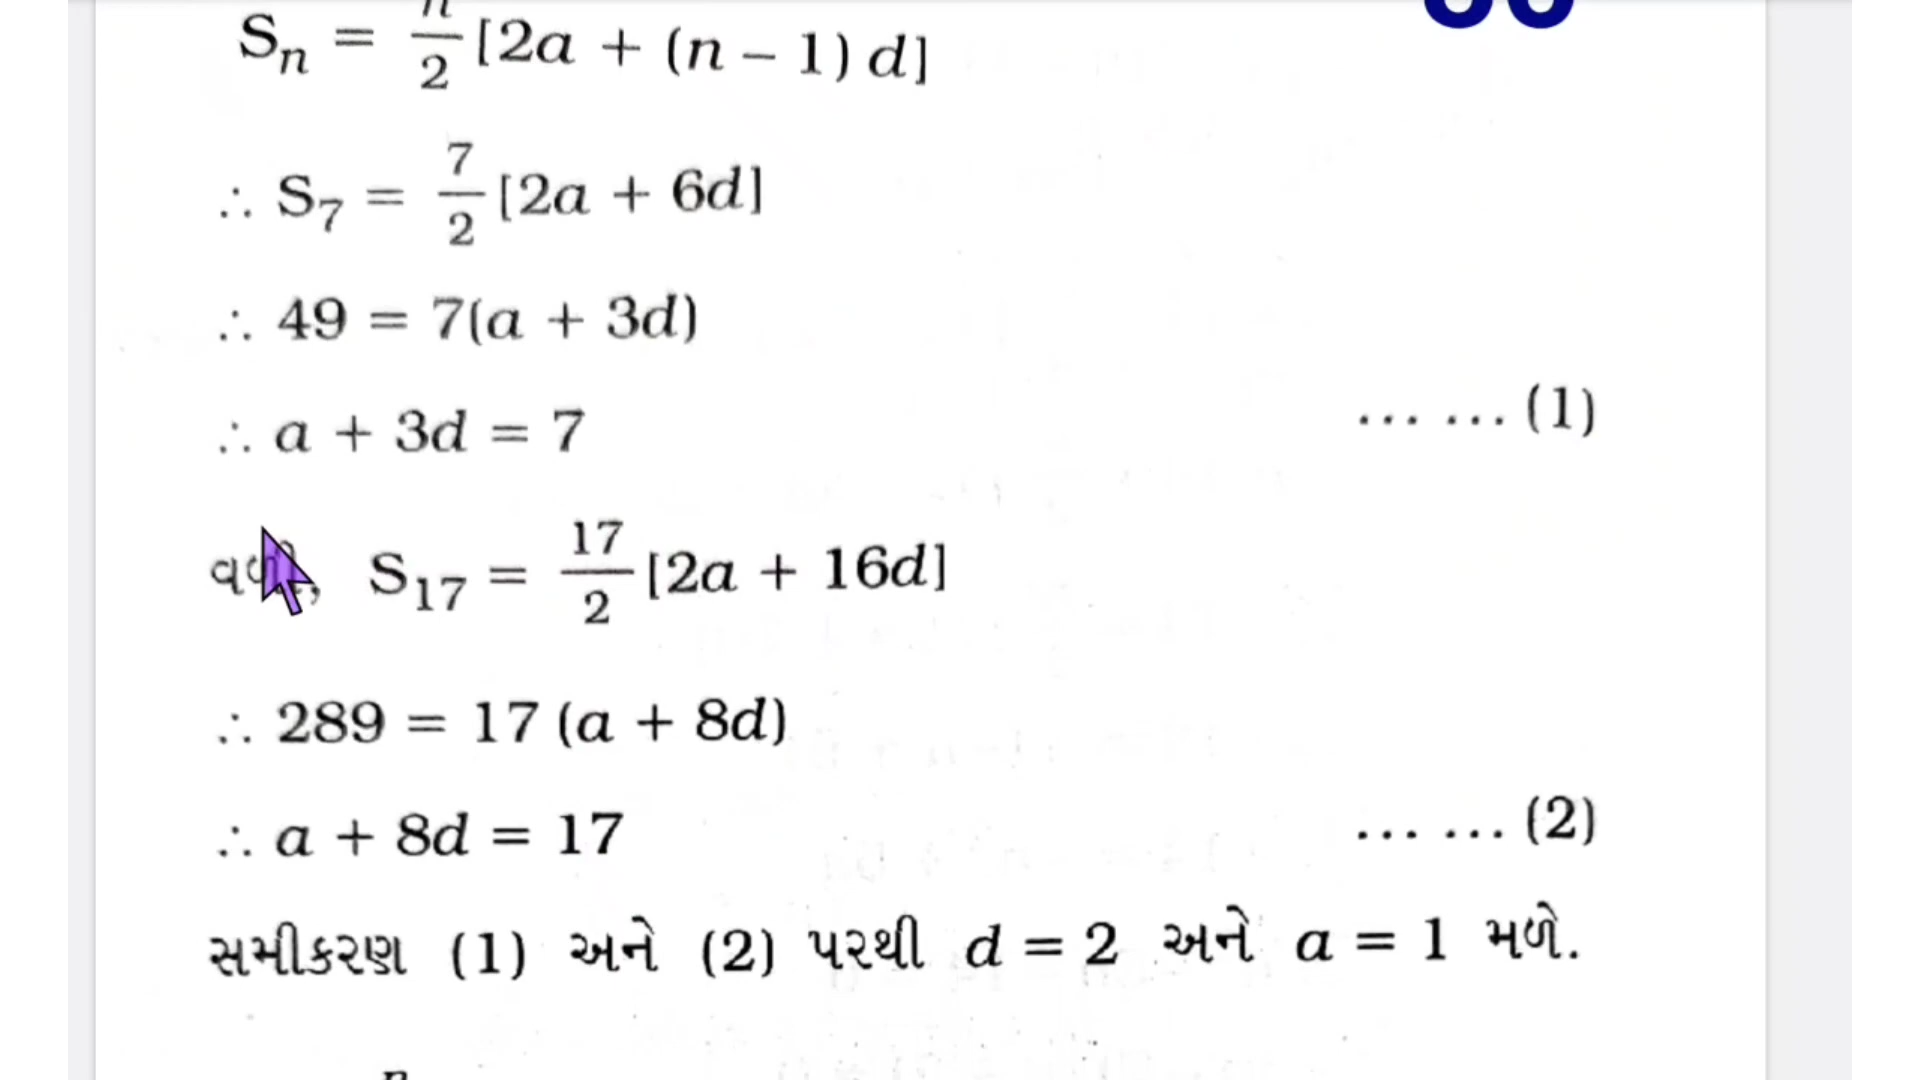 Sn = n/2 [2a + (n – 1) d]
∴ S7 = 7/2 [2a + 6d]
∴ 49 = 7(a + 3d)
∴ a + 3d = 7 ... ... (1)
વળી, S17 = 17/2 [2a + 16d]
∴ 289 = 17 (a + 8d)
∴ a + 8d = 17 ... ... (2)
સમીકરણ (1) અને (2) પરથી d = 2 અને a = 1 મળે.